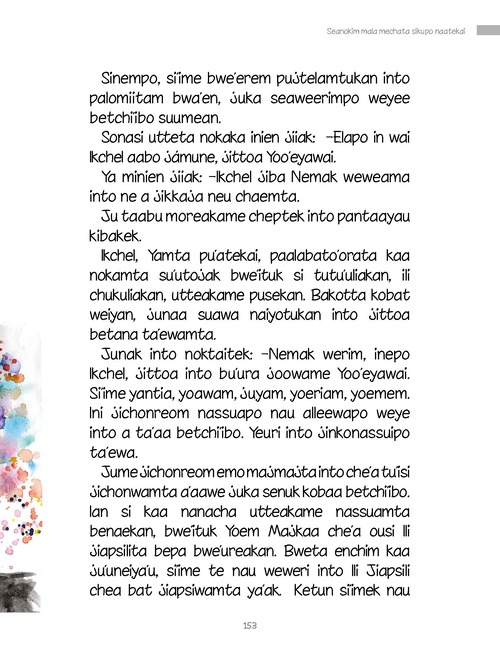 Seanokim mala mechata sikupo naatekai
Sinempo, si'ime bwe'erem pujtelamtukan into
palomiitam bwa'en, juka seaweerimpo weyee
betchi'ibo suumean.
Sonasi utteta nokaka inien jiiak: –Elapo in wai
Ikchel aabo jámune, jittoa Yoo'eyawai.
Ya minien jiiak: –Ikchel jiba Nemak weweama
into ne a jikkaja neu chaemta.
Ju taabu moreakame cheptek into pantaayau
kibakek.
Ikchel, Yamta pu'atekai, paalabato'orata kaa
nokamta su'utojak bwe'ituk si tutu'uliakan, ili
chukuliakan, utteakame pusekan. Bakotta kobat
weiyan, junaa suawa naiyotukan into jittoa
betana ta'ewamta.
Junak into noktaitek: –Nemak werim, inepo
Ikchel, jittoa into bu'ura joowame Yoo'eyawai.
Si'ime yantia, yoawam, juyam, yoeriam, yoemem.
Ini jichonreom nassuapo nau alleewapo weye
into a ta'aa betchi'ibo. Yeuri into jinkonassuipo
ta'ewa.
Jume jichonreom emo majmajta into che'a tu'isi
jichonwamta a'aawe juka senuk kobaa betchi'ibo.
Ian si kaa nanacha utteakame nassuamta
benaekan, bwe'ituk Yoem Majkaa che'a ousi Ili
jiapsilita bepa bwe'ureakan. Bweta enchim kaa
ju'uneiya'u, si'ime te nau weweri into Ili Jiapsili
chea bat jiapsiwamta ya'ak. Ketun si'imek nau
153